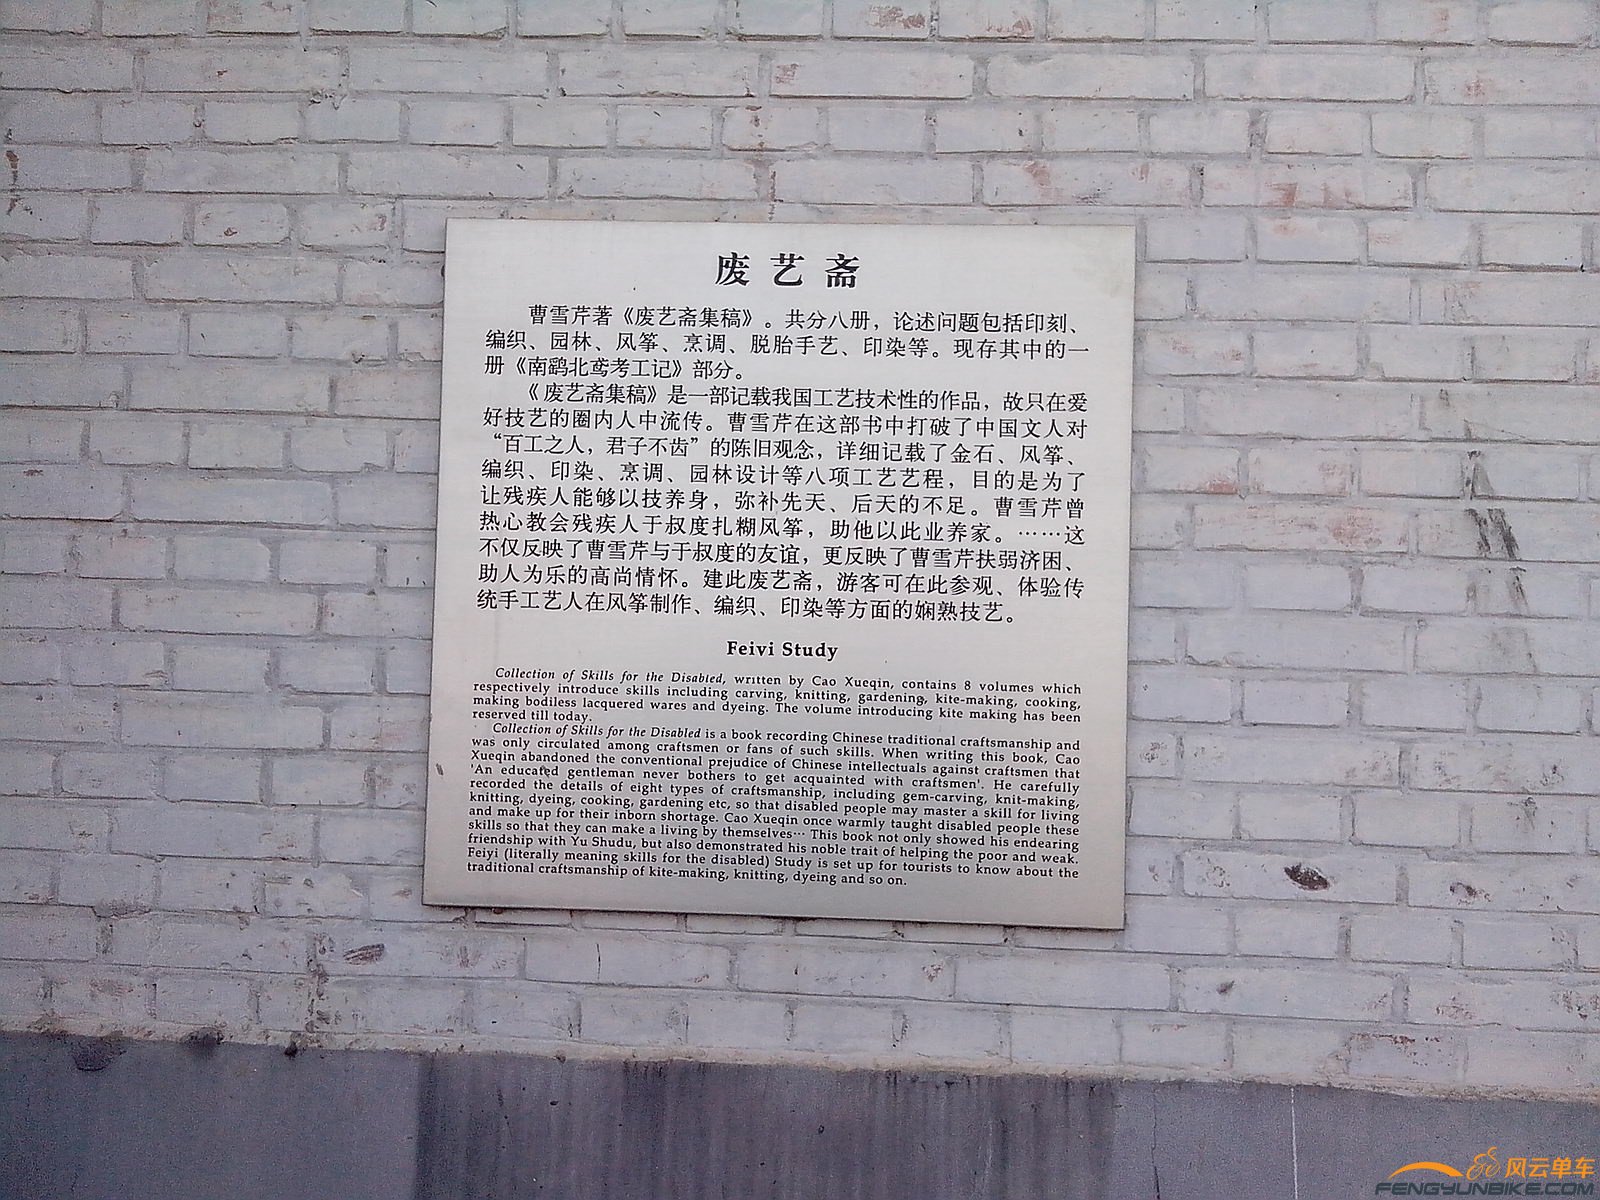 废艺斋
曹雪芹著《废艺斋集稿》。共分八册，论述问题包括印刻、
编织、园林、风筝、烹调、脱胎手艺、印染等。现存其中的一
册《南鹞北鸢考工记》部分。
《废艺斋集稿》是一部记载我国工艺技术性的作品，故只在爱
好技艺的圈内人中流传。曹雪芹在这部书中打破了中国文人对
“百工之人，君子不齿”的陈旧观念，详细记载了金石、风筝、
编织、印染、烹调、园林设计等八项工艺艺程，目的是为了
让残疾人能够以技养身，弥补先天、后天的不足。曹雪芹曾
热心教会残疾人于叔度扎糊风筝，助他以此业养家。……这
不仅反映了曹雪芹与于叔度的友谊，更反映了曹雪芹扶弱济困、
助人为乐的高尚情怀。建此废艺斋，游客可在此参观、体验传
统手工艺人在风筝制作、编织、印染等方面的娴熟技艺。
Feivi Study
Collection of Skills for the Disabled, written by Cao Xueqin, contains 8 volumes which
respectively introduce skills including carving, knitting, gardening, kite-making, cooking,
making bodiless lacquered wares and dyeing. The volume introducing kite making has been
reserved till today.
Collection of Skills for the Disabled is a book recording Chinese traditional craftsmanship and
was only circulated among craftsmen or fans of such skills. When writing this book, Cao
Xueqin abandoned the conventional prejudice of Chinese intellectuals against craftsmen that
'An educated gentleman never bothers to get acquainted with craftsmen'. He carefully
recorded the details of eight types of craftsmanship, including gem-carving, knit-making,
knitting, dyeing, cooking, gardening etc, so that disabled people may master a skill for living
and make up for their inborn shortage. Cao Xueqin once warmly taught disabled people these
skills so that they can make a living by themselves… This book not only showed his endearing
friendship with Yu Shudu, but also demonstrated his noble trait of helping the poor and weak.
Feiyi (literally meaning skills for the disabled) Study is set up for tourists to know about the
traditional craftsmanship of kite-making, knitting, dyeing and so on.
风云单车
FENGYUNBIKE.COM